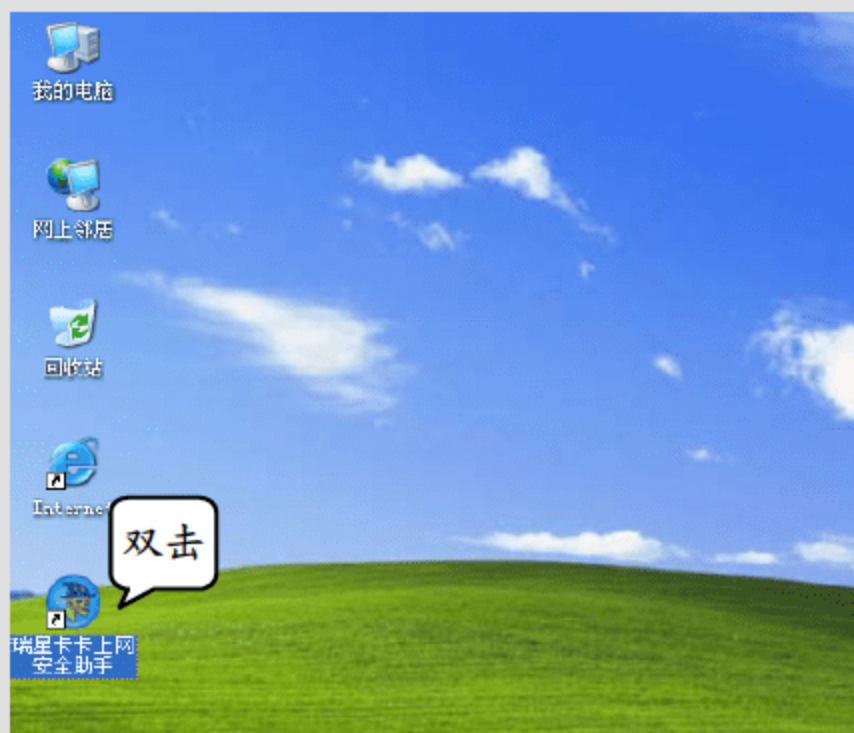 我的电脑
网上邻居
回收站
Internet
双击
瑞星卡卡上网
安全助手